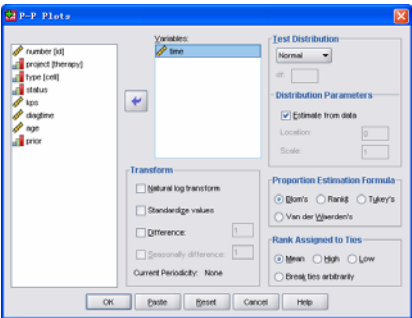 P-P Plots
number [id]
project [therapy]
type [cell]
status
kps
diagtime
age
prior
Variables:
time
Transform
Natural log transform
Standardize values
Difference: 1
Seasonally difference: 1
Current Periodicity: None
Test Distribution
Normal
df:
Distribution Parameters
Estimate from data
Location: 0
Scale: 1
Proportion Estimation Formula
Blom's Rankit Tukey's
Van der Waerden's
Rank Assigned to Ties
Mean High Low
Break ties arbitrarily
OK Paste Reset Cancel Help